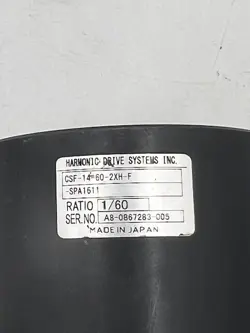 HARMONIC DRIVE SYSTEMS INC.
CSF-14-60-2XH-F
-SPA1611
RATIO 1/60
SER.NO. A8-0867283-005
MADE IN JAPAN